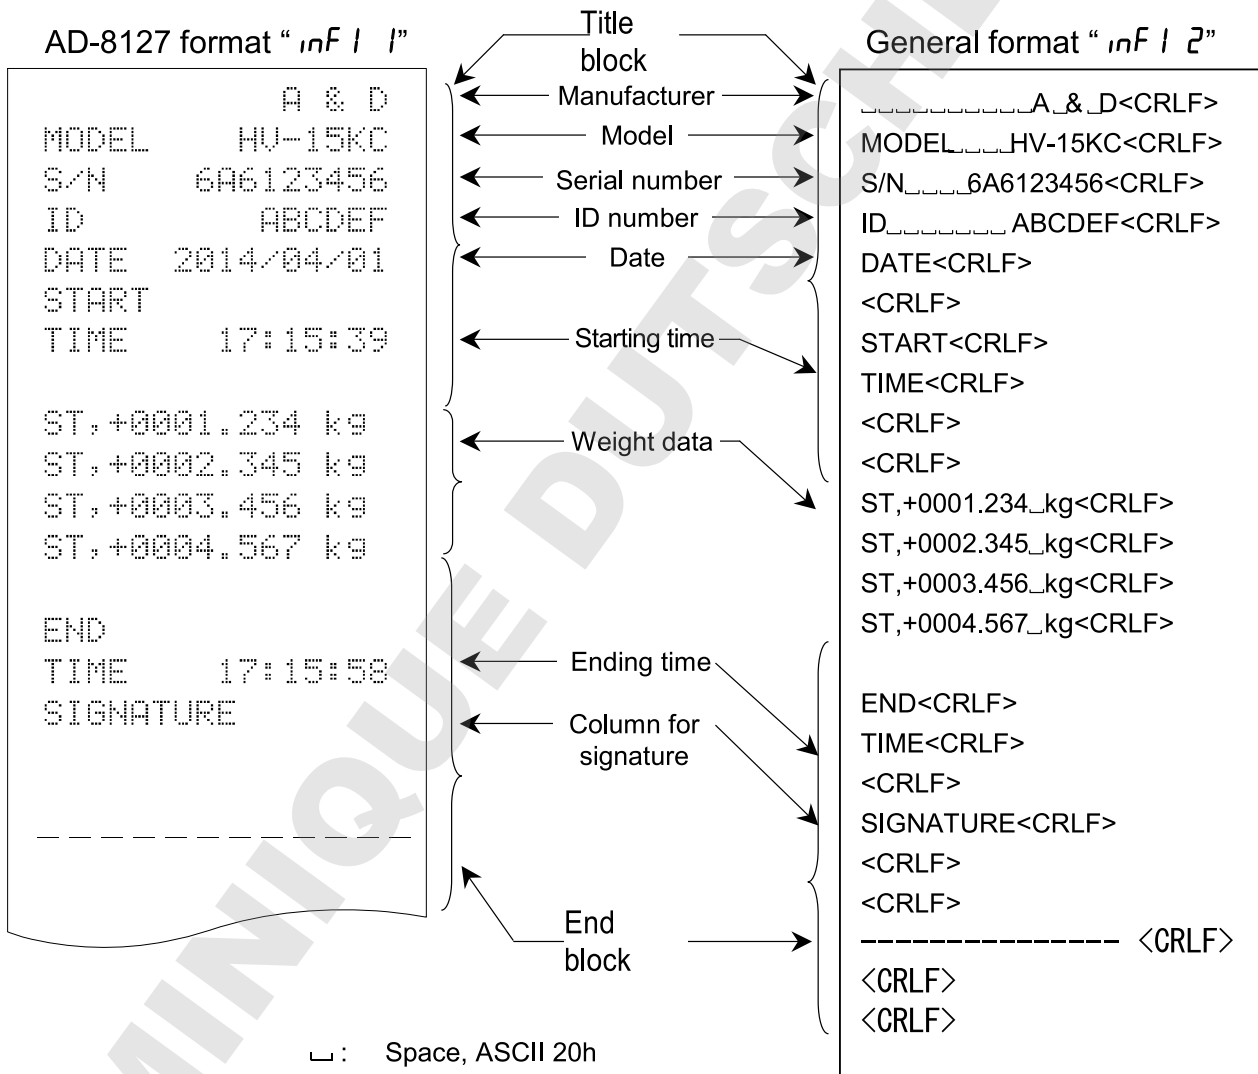 AD-8127 format “ inF1 1”
A & D
MODEL HV-15KC
S/N 6A6123456
ID ABCDEF
DATE 2014/04/01
START
TIME 17:15:39
ST,+0001.234 kg
ST,+0002.345 kg
ST,+0003.456 kg
ST,+0004.567 kg
END
TIME 17:15:58
SIGNATURE
_ _ _ _ _ _ _ _ _ _ _ _
Title
block
Manufacturer
Model
Serial number
ID number
Date
Starting time
Weight data
Ending time
Column for
signature
End
block
General format “ inF1 2”
␣␣␣␣␣␣␣␣␣␣A␣&␣D<CRLF>
MODEL␣␣␣␣HV-15KC<CRLF>
S/N␣␣␣␣6A6123456<CRLF>
ID␣␣␣␣␣␣␣ ABCDEF<CRLF>
DATE<CRLF>
<CRLF>
START<CRLF>
TIME<CRLF>
<CRLF>
<CRLF>
ST,+0001.234␣kg<CRLF>
ST,+0002.345␣kg<CRLF>
ST,+0003.456␣kg<CRLF>
ST,+0004.567␣kg<CRLF>
END<CRLF>
TIME<CRLF>
<CRLF>
SIGNATURE<CRLF>
<CRLF>
<CRLF>
--------------- <CRLF>
<CRLF>
<CRLF>
␣ : Space, ASCII 20h
MINIQUE DUTSCHE